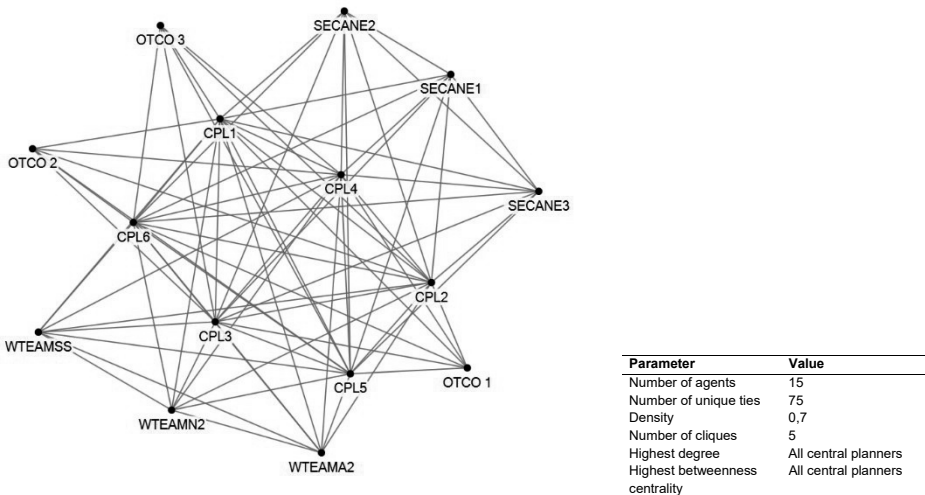 SECANE2
OTCO 3
SECANE1
CPL1
OTCO 2
CPL4
SECANE3
CPL6
CPL2
CPL3
WTEAMSS
CPL5
OTCO 1
WTEAMN2
WTEAMA2
Parameter Value
Number of agents 15
Number of unique ties 75
Density 0,7
Number of cliques 5
Highest degree All central planners
Highest betweenness All central planners
centrality